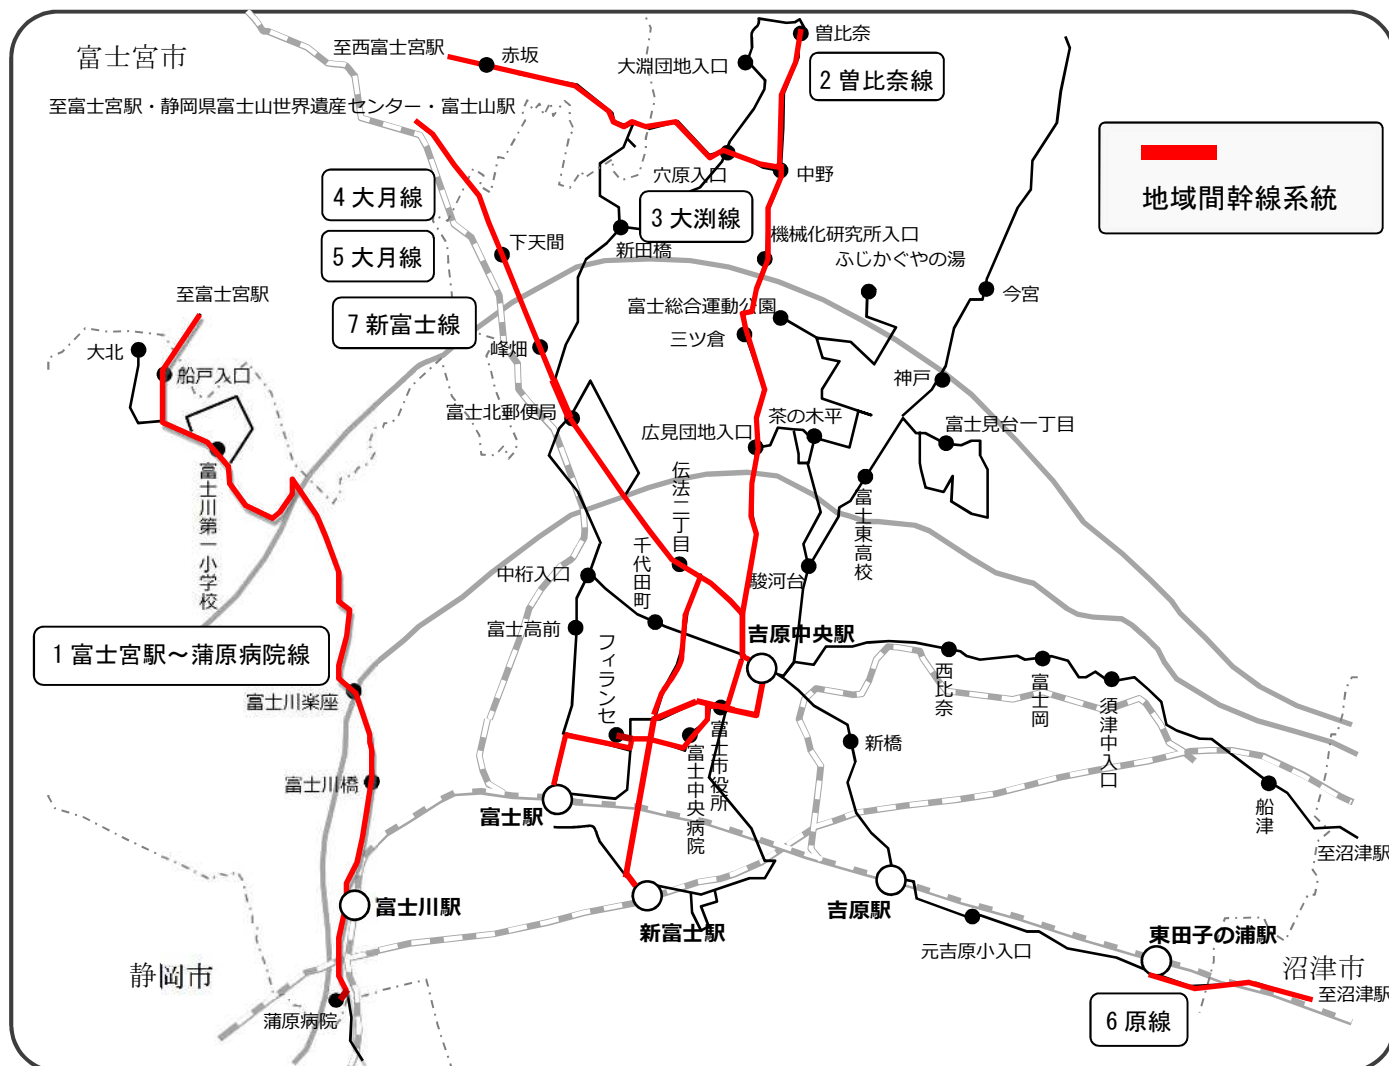 富士宮市
至西富士宮駅
赤坂
大淵団地入口
曽比奈
2 曽比奈線
至富士宮駅・静岡県富士山世界遺産センター・富士山駅
地域間幹線系統
穴原入口
中野
4 大月線
3 大渕線
下天間
新田橋
機械化研究所入口
5 大月線
ふじかぐやの湯
至富士宮駅
今宮
富士総合運動公園
7 新富士線
三ツ倉
大北
峰畑
船戸入口
神戸
富士北郵便局
茶の木平
広見団地入口
富士見台一丁目
富士川第一小学校
伝法二丁目
富士東高校
千代田町
中桁入口
駿河台
富士高前
フィランセ
吉原中央駅
1 富士宮駅～蒲原病院線
西比奈
富士岡
須津中入口
富士川楽座
富士市役所
富士中央病院
新橋
富士川橋
富士駅
船津
至沼津駅
富士川駅
新富士駅
吉原駅
元吉原小入口
東田子の浦駅
静岡市
沼津市
至沼津駅
蒲原病院
6 原線